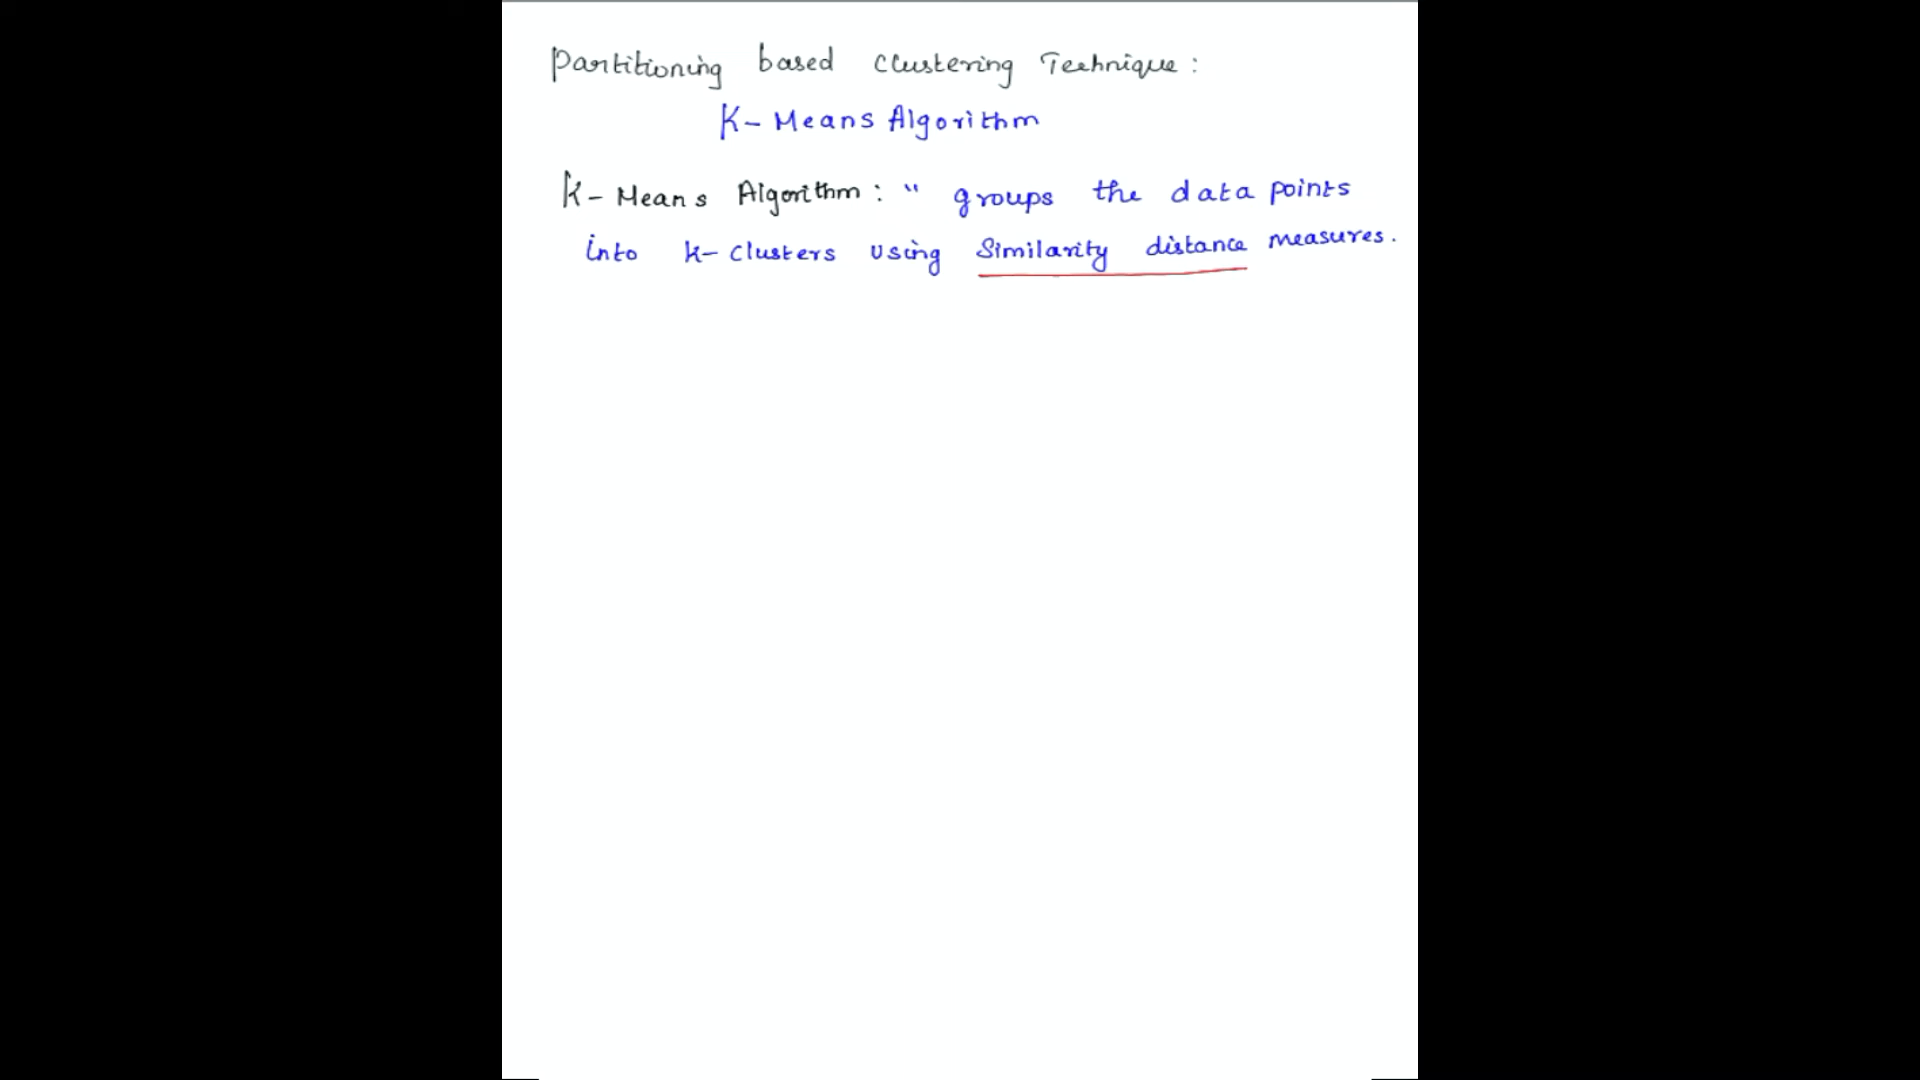 Partitioning based Clustering Technique :
K- Means Algorithm
K- Means Algorithm : " groups the data points
into k- clusters using Similarity distance measures.